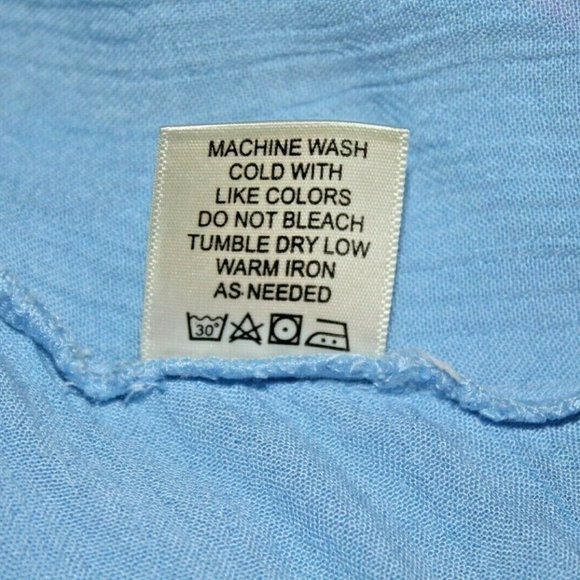 MACHINE WASH
COLD WITH
LIKE COLORS
DO NOT BLEACH
TUMBLE DRY LOW
WARM IRON
AS NEEDED
30°